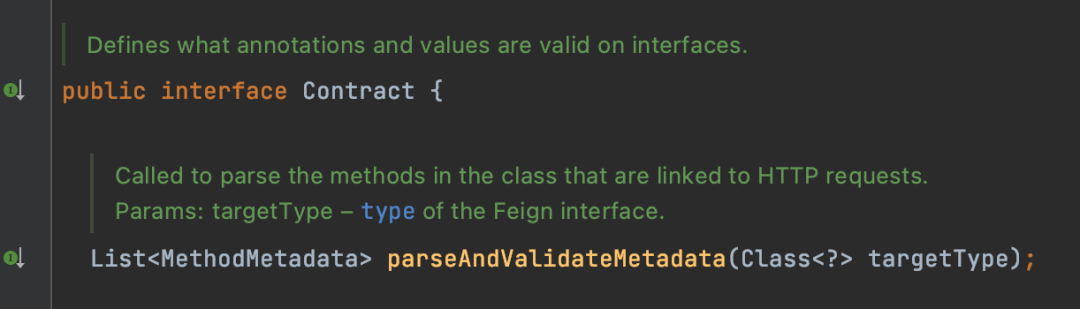 Defines what annotations and values are valid on interfaces.
public interface Contract {
Called to parse the methods in the class that are linked to HTTP requests.
Params: targetType – type of the Feign interface.
List<MethodMetadata> parseAndValidateMetadata(Class<?> targetType);